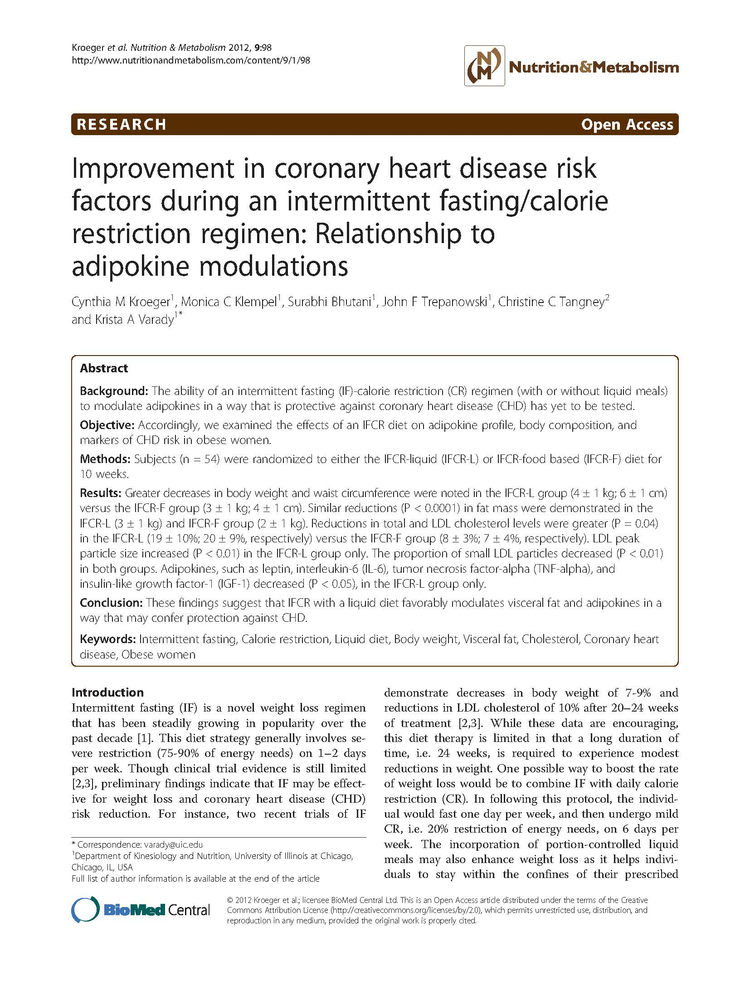 Kroeger et al. Nutrition & Metabolism 2012, 9:98
http://www.nutritionandmetabolism.com/content/9/1/98
NM Nutrition&Metabolism
RESEARCH Open Access
Improvement in coronary heart disease risk
factors during an intermittent fasting/calorie
restriction regimen: Relationship to
adipokine modulations
Cynthia M Kroeger1, Monica C Klempel1, Surabhi Bhutani1, John F Trepanowski1, Christine C Tangney2
and Krista A Varady1*
Abstract
Background: The ability of an intermittent fasting (IF)-calorie restriction (CR) regimen (with or without liquid meals)
to modulate adipokines in a way that is protective against coronary heart disease (CHD) has yet to be tested.
Objective: Accordingly, we examined the effects of an IFCR diet on adipokine profile, body composition, and
markers of CHD risk in obese women.
Methods: Subjects (n = 54) were randomized to either the IFCR-liquid (IFCR-L) or IFCR-food based (IFCR-F) diet for
10 weeks.
Results: Greater decreases in body weight and waist circumference were noted in the IFCR-L group (4 ± 1 kg; 6 ± 1 cm)
versus the IFCR-F group (3 ± 1 kg; 4 ± 1 cm). Similar reductions (P < 0.0001) in fat mass were demonstrated in the
IFCR-L (3 ± 1 kg) and IFCR-F group (2 ± 1 kg). Reductions in total and LDL cholesterol levels were greater (P = 0.04)
in the IFCR-L (19 ± 10%; 20 ± 9%, respectively) versus the IFCR-F group (8 ± 3%; 7 ± 4%, respectively). LDL peak
particle size increased (P < 0.01) in the IFCR-L group only. The proportion of small LDL particles decreased (P < 0.01)
in both groups. Adipokines, such as leptin, interleukin-6 (IL-6), tumor necrosis factor-alpha (TNF-alpha), and
insulin-like growth factor-1 (IGF-1) decreased (P < 0.05), in the IFCR-L group only.
Conclusion: These findings suggest that IFCR with a liquid diet favorably modulates visceral fat and adipokines in a
way that may confer protection against CHD.
Keywords: Intermittent fasting, Calorie restriction, Liquid diet, Body weight, Visceral fat, Cholesterol, Coronary heart
disease, Obese women
Introduction
Intermittent fasting (IF) is a novel weight loss regimen
that has been steadily growing in popularity over the
past decade [1]. This diet strategy generally involves se-
vere restriction (75-90% of energy needs) on 1–2 days
per week. Though clinical trial evidence is still limited
[2,3], preliminary findings indicate that IF may be effect-
ive for weight loss and coronary heart disease (CHD)
risk reduction. For instance, two recent trials of IF
demonstrate decreases in body weight of 7-9% and
reductions in LDL cholesterol of 10% after 20–24 weeks
of treatment [2,3]. While these data are encouraging,
this diet therapy is limited in that a long duration of
time, i.e. 24 weeks, is required to experience modest
reductions in weight. One possible way to boost the rate
of weight loss would be to combine IF with daily calorie
restriction (CR). In following this protocol, the individ-
ual would fast one day per week, and then undergo mild
CR, i.e. 20% restriction of energy needs, on 6 days per
week. The incorporation of portion-controlled liquid
meals may also enhance weight loss as it helps indivi-
duals to stay within the confines of their prescribed
* Correspondence: varady@uic.edu
1Department of Kinesiology and Nutrition, University of Illinois at Chicago,
Chicago, IL, USA
Full list of author information is available at the end of the article
BioMed Central
© 2012 Kroeger et al.; licensee BioMed Central Ltd. This is an Open Access article distributed under the terms of the Creative
Commons Attribution License (http://creativecommons.org/licenses/by/2.0), which permits unrestricted use, distribution, and
reproduction in any medium, provided the original work is properly cited.